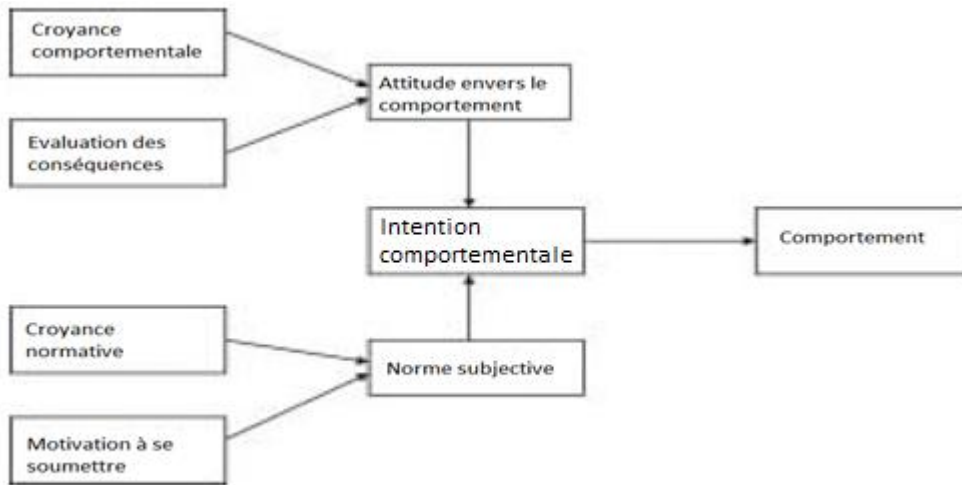 Croyance
comportementale
Attitude envers le
comportement
Evaluation des
conséquences
Intention
comportementale
Comportement
Croyance
normative
Norme subjective
Motivation à se
soumettre